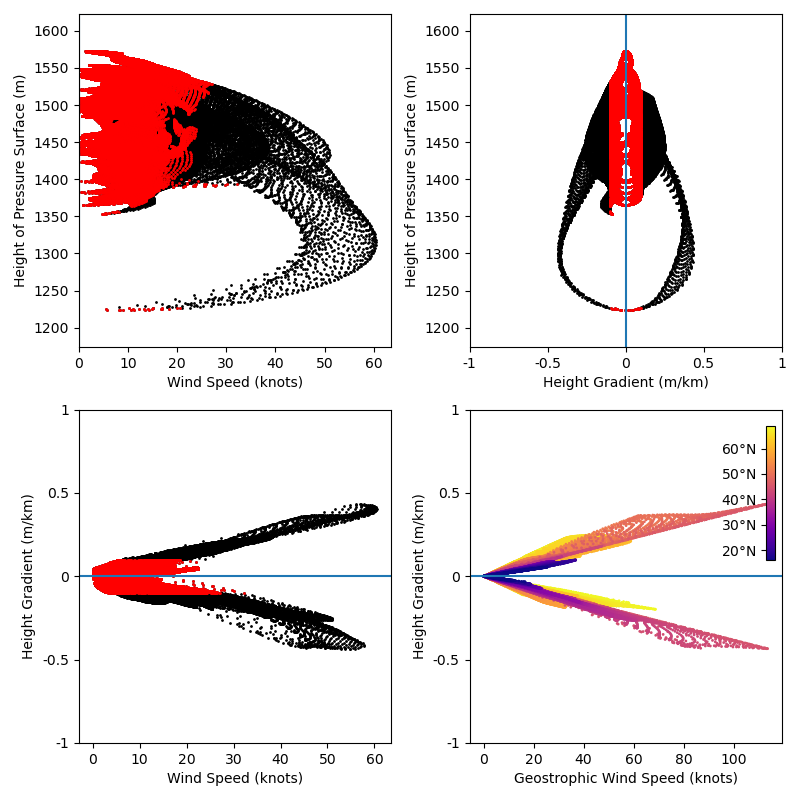 1600
1550
1500
1450
1400
1350
1300
1250
1200
Height of Pressure Surface (m)
0 10 20 30 40 50 60
Wind Speed (knots)
1600
1550
1500
1450
1400
1350
1300
1250
1200
Height of Pressure Surface (m)
-1 -0.5 0 0.5 1
Height Gradient (m/km)
1
0.5
0
-0.5
-1
Height Gradient (m/km)
0 10 20 30 40 50 60
Wind Speed (knots)
1
0.5
0
-0.5
-1
Height Gradient (m/km)
60°N
50°N
40°N
30°N
20°N
0 20 40 60 80 100
Geostrophic Wind Speed (knots)